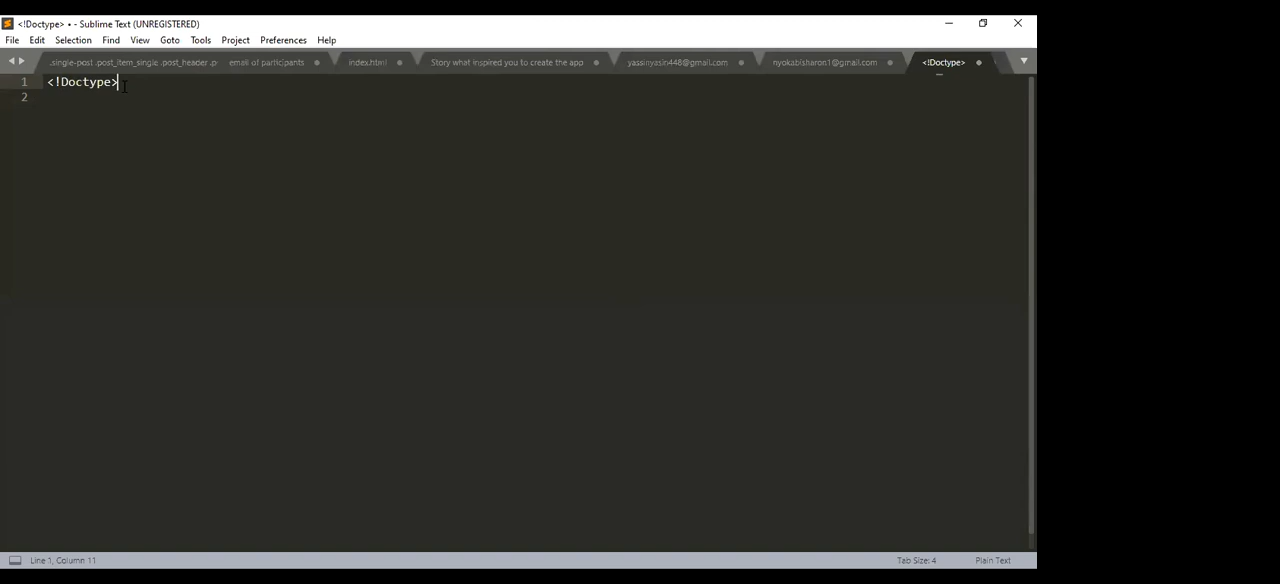 <!Doctype> • - Sublime Text (UNREGISTERED)
File Edit Selection Find View Goto Tools Project Preferences Help
.single-post .post_item_single .post_header .p email of participants index.html Story what inspired you to create the app yassinyasin448@gmail.com nyokabisharon1@gmail.com <!Doctype>
1 <!Doctype>
2
Line 1, Column 11 Tab Size: 4 Plain Text